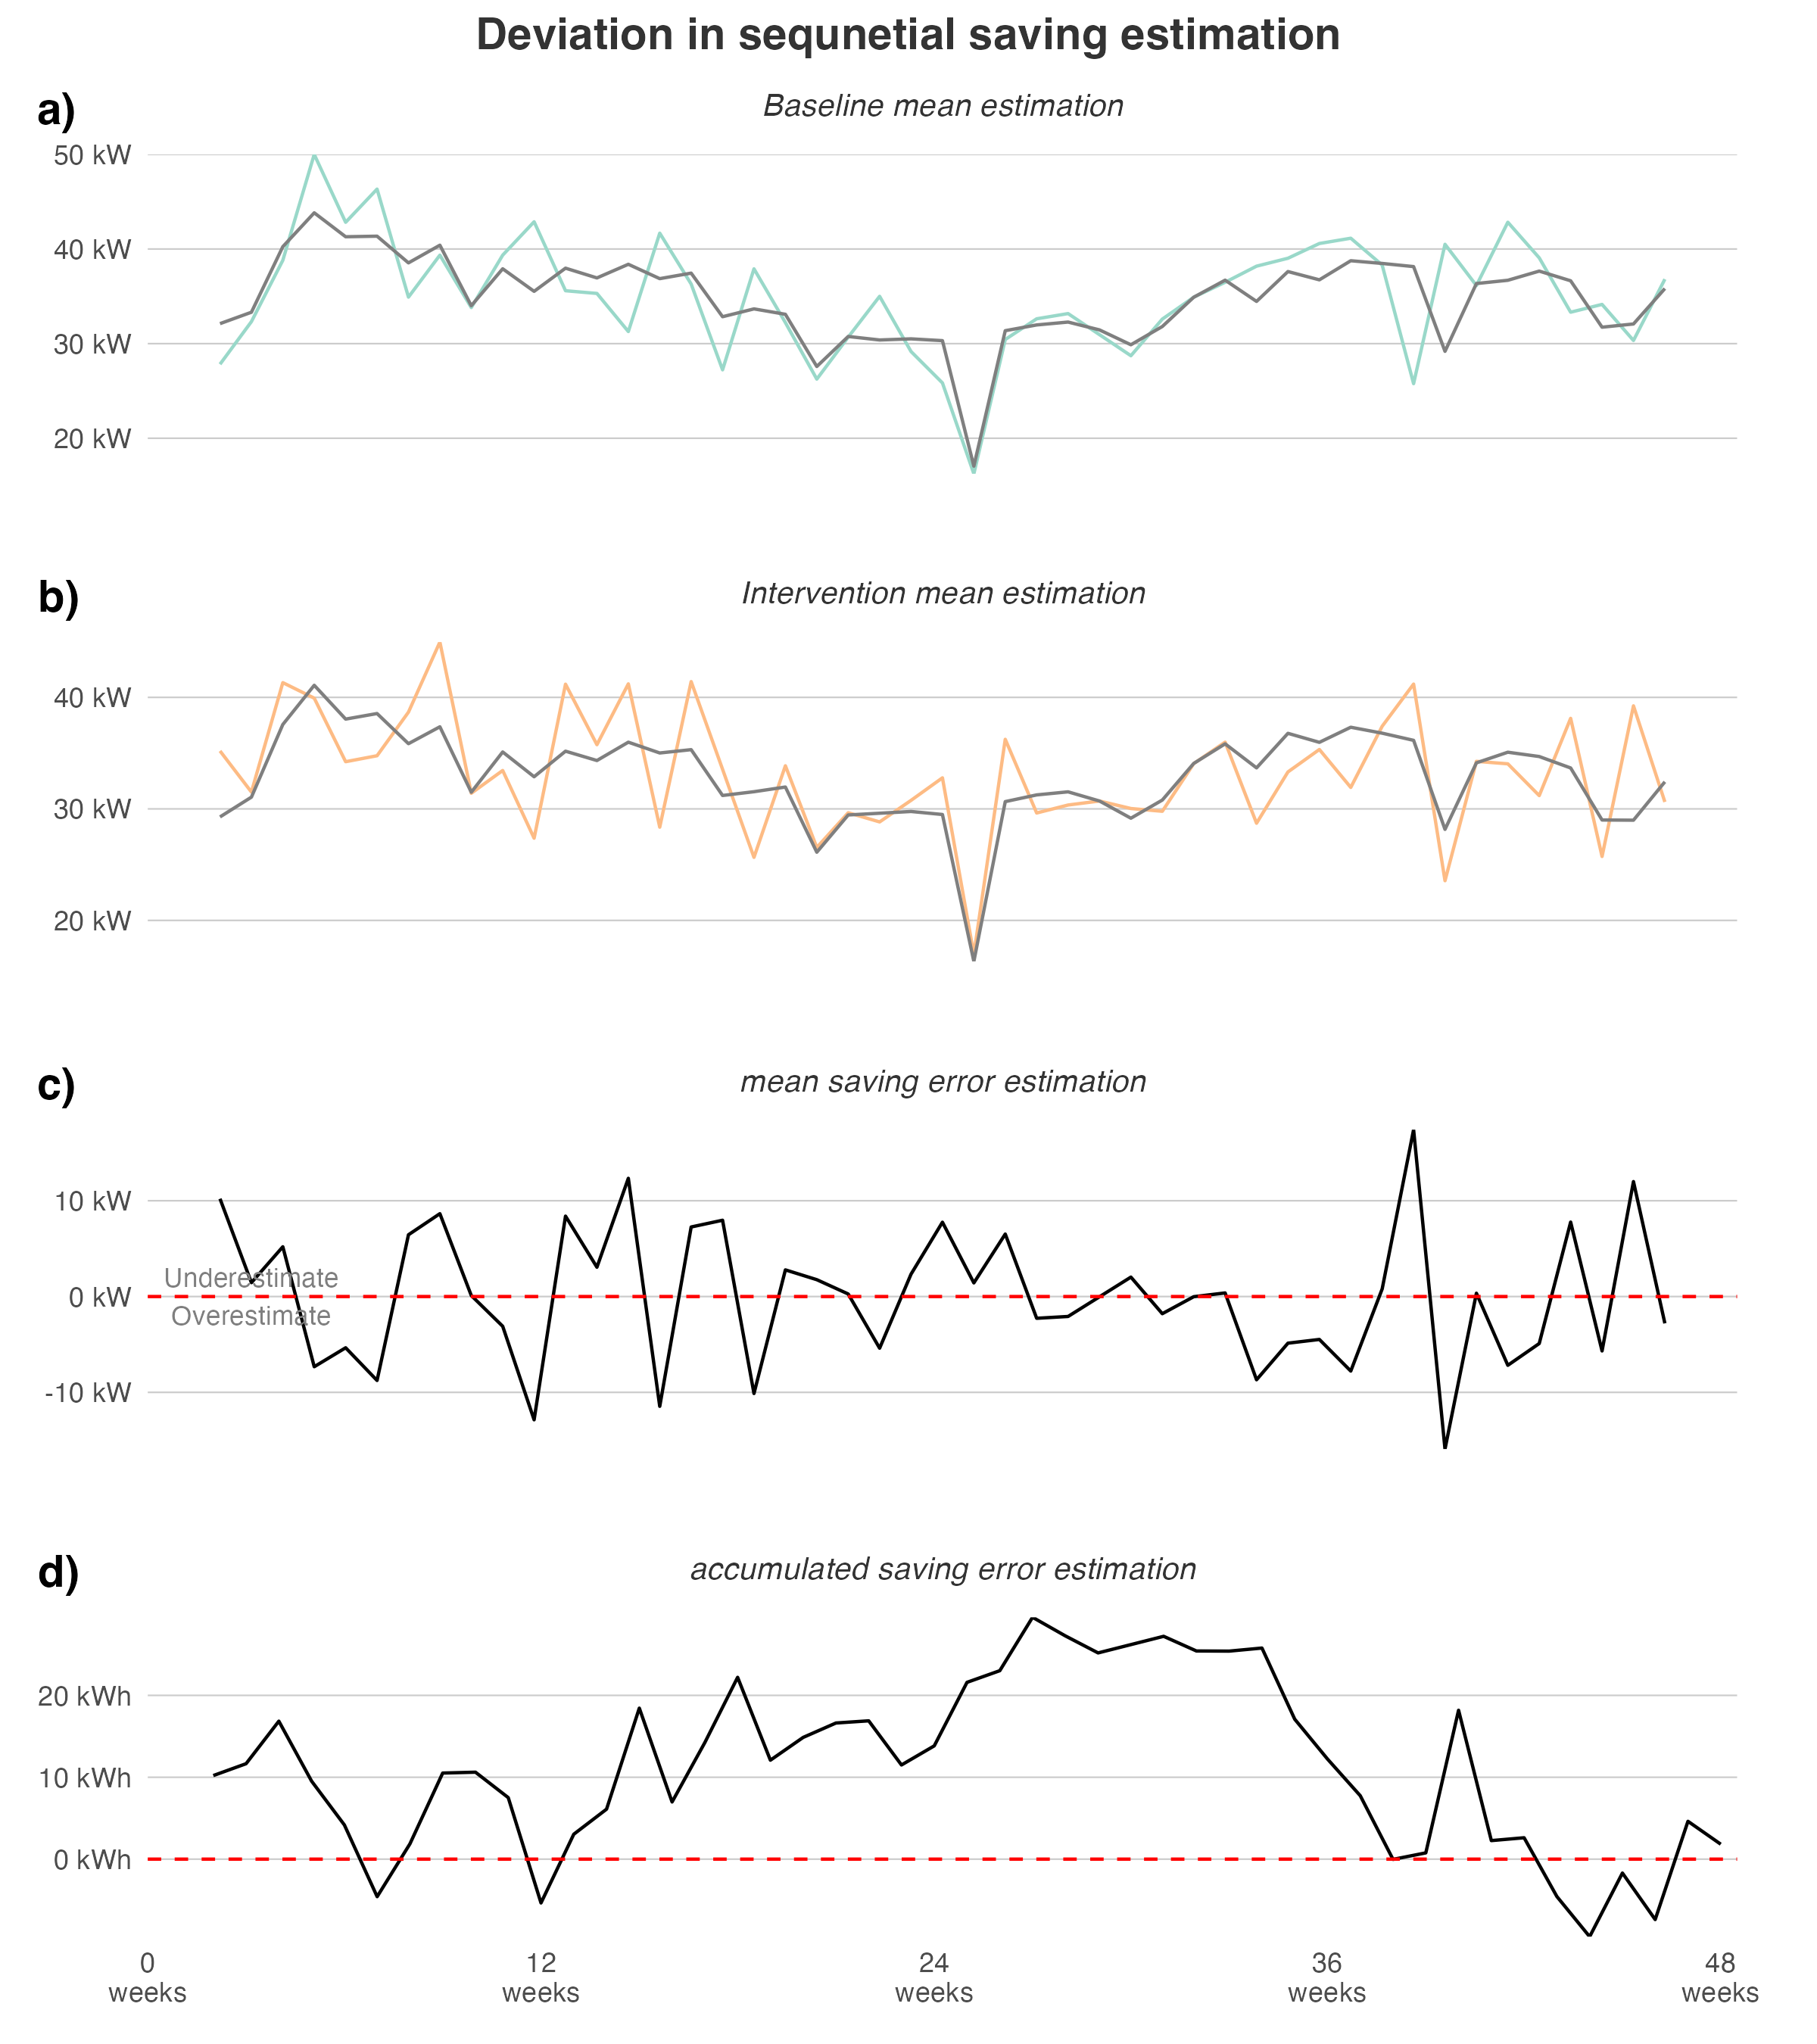 Deviation in sequnetial saving estimation
a)
Baseline mean estimation
50 kW
40 kW
30 kW
20 kW
b)
Intervention mean estimation
40 kW
30 kW
20 kW
c)
mean saving error estimation
10 kW
Underestimate
0 kW
Overestimate
-10 kW
d)
accumulated saving error estimation
20 kWh
10 kWh
0 kWh
0 12 24 36 48
weeks weeks weeks weeks weeks